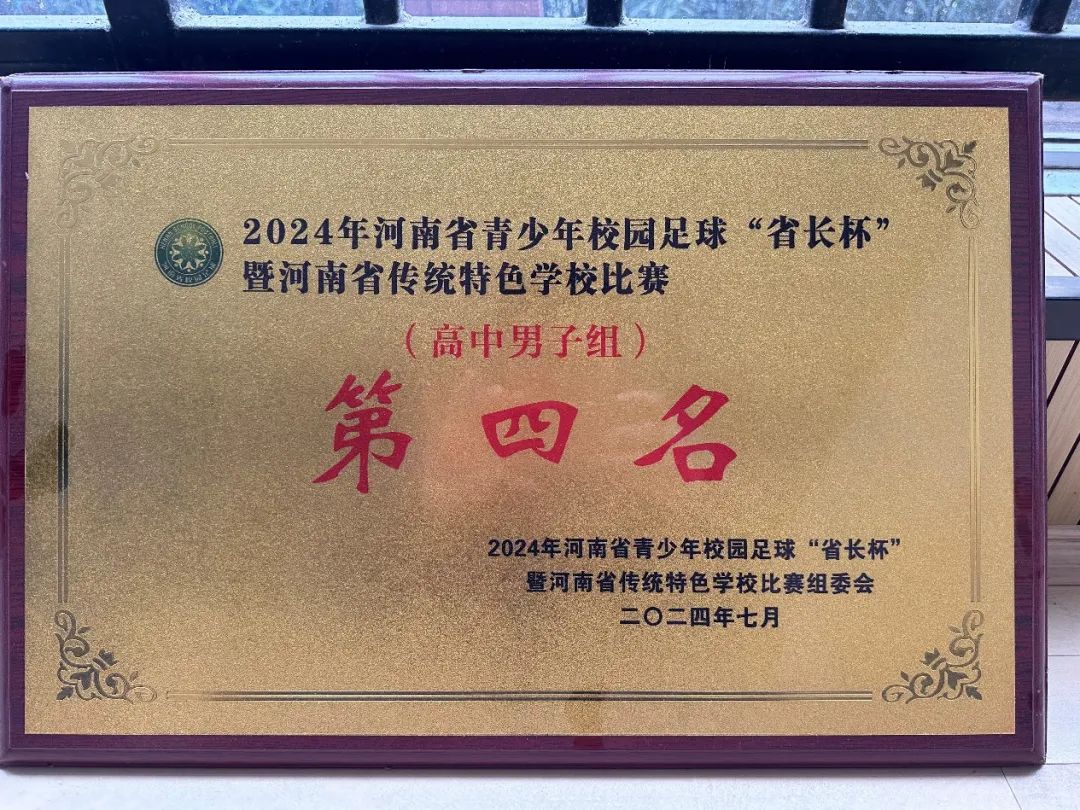 2024年河南省青少年校园足球“省长杯”
暨河南省传统特色学校比赛
（高中男子组）
第四名
2024年河南省青少年校园足球“省长杯”
暨河南省传统特色学校比赛组委会
二〇二四年七月